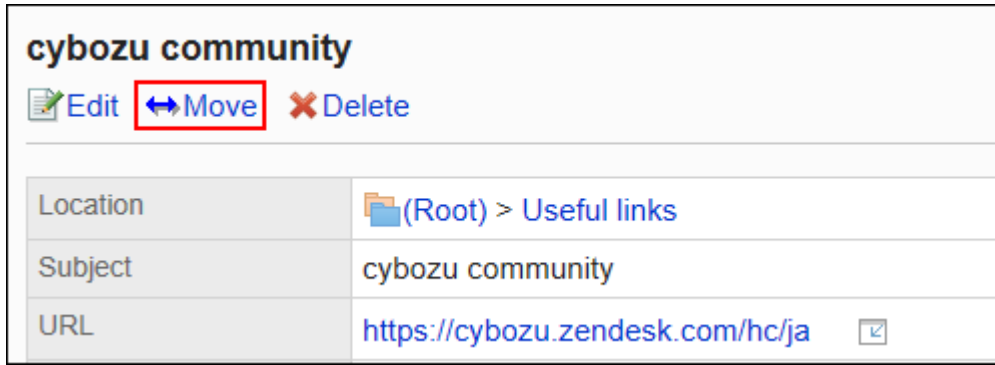 cybozu community
Edit Move Delete
Location (Root) > Useful links
Subject cybozu community
URL https://cybozu.zendesk.com/hc/ja